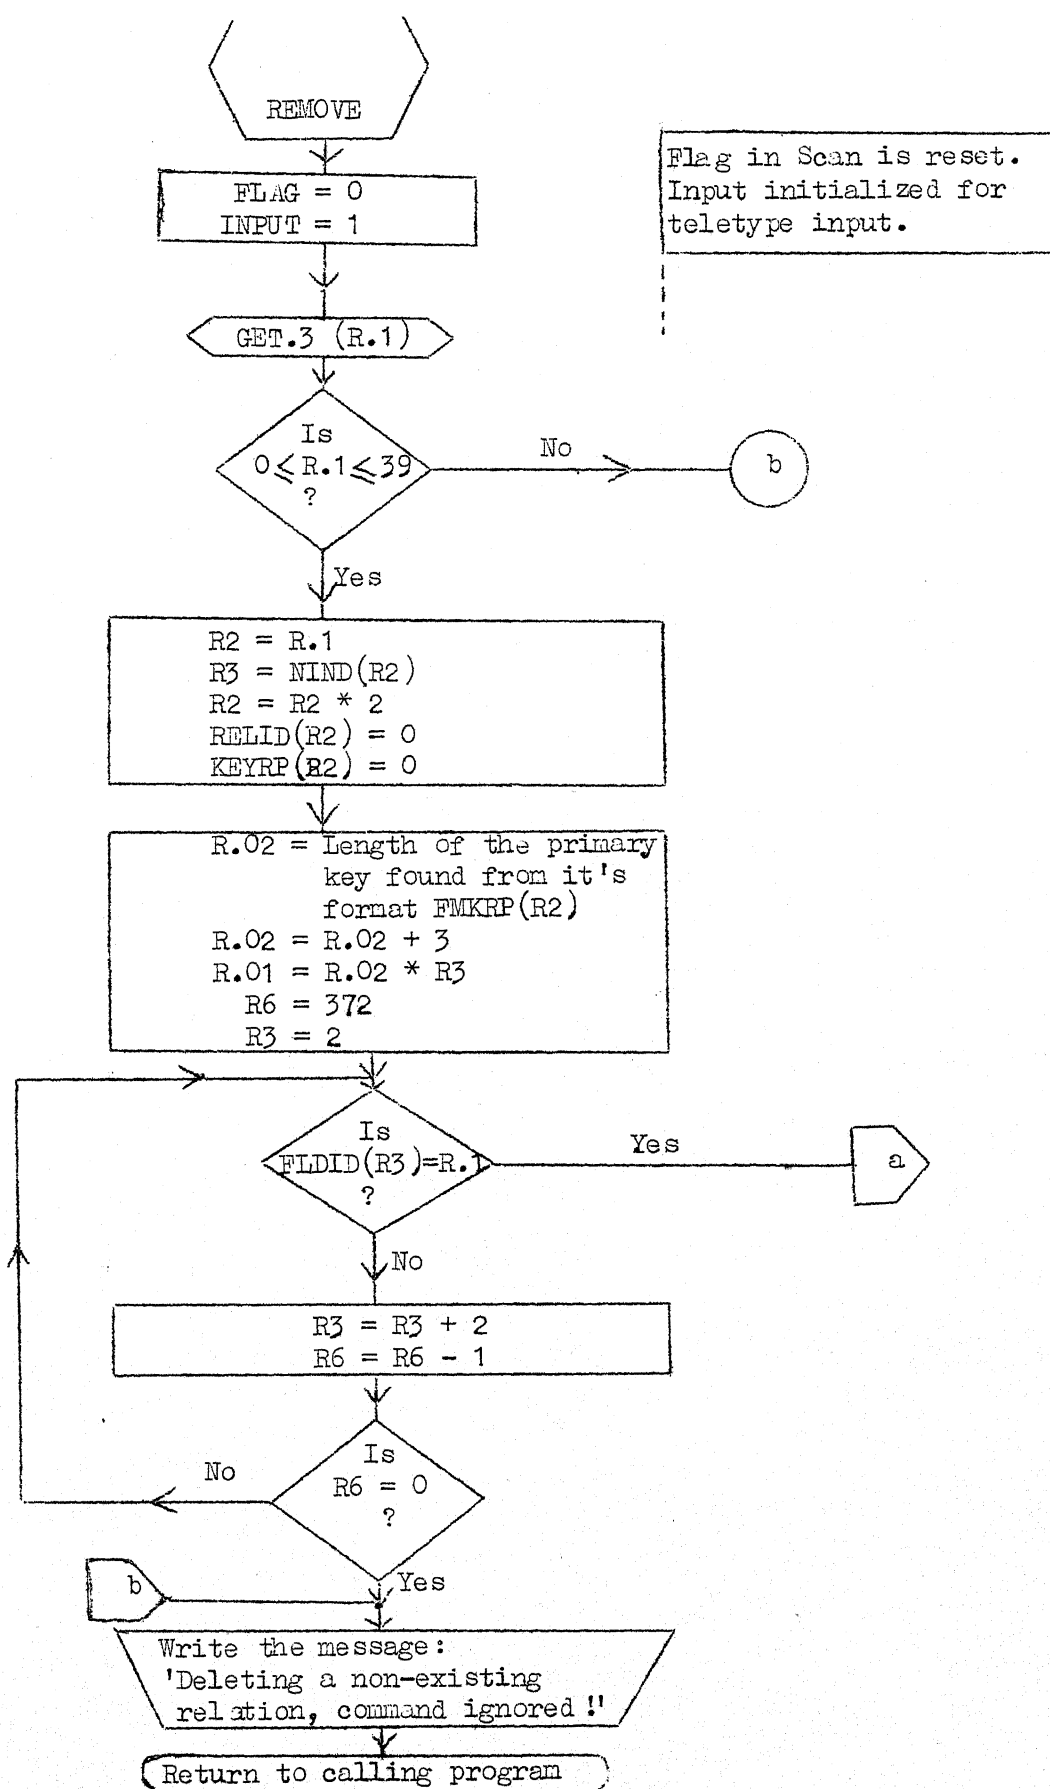 REMOVE
FLAG = 0
INPUT = 1
Flag in Scan is reset.
Input initialized for
teletype input.
GET.3 (R.1)
Is
0≤R.1≤39
?
No
b
Yes
R2 = R.1
R3 = NIND(R2)
R2 = R2 * 2
RELID(R2) = 0
KEYRP(R2) = 0
R.02 = Length of the primary
key found from it's
format FMKRP(R2)
R.02 = R.02 + 3
R.01 = R.02 * R3
R6 = 372
R3 = 2
Is
FLDID(R3)=R.1
?
Yes
a
No
R3 = R3 + 2
R6 = R6 - 1
Is
R6 = 0
?
No
Yes
b
Write the message:
'Deleting a non-existing
relation, command ignored !'
Return to calling program